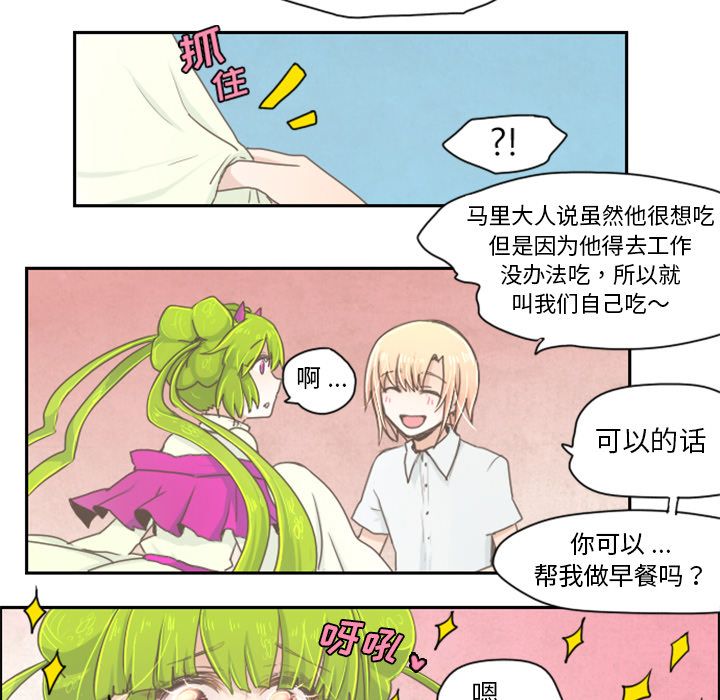 抓住
?!
马里大人说虽然他很想吃
但是因为他得去工作
没办法吃，所以就
叫我们自己吃～
啊 ...
可以的话
你可以 ...
帮我做早餐吗？
呀吼♥
嗯